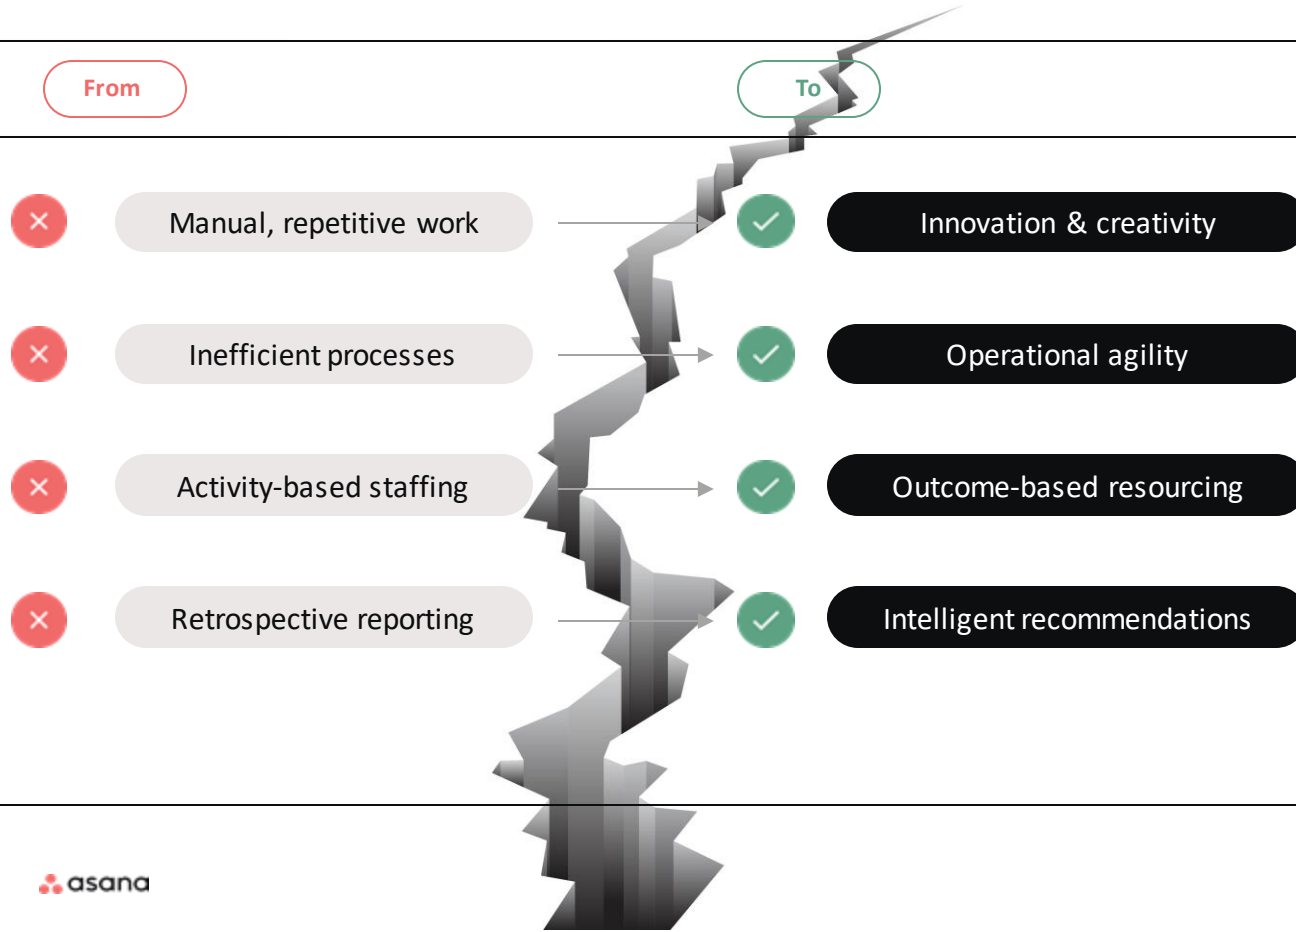 From
To
Manual, repetitive work
Innovation & creativity
Inefficient processes
Operational agility
Activity-based staffing
Outcome-based resourcing
Retrospective reporting
Intelligent recommendations
asana